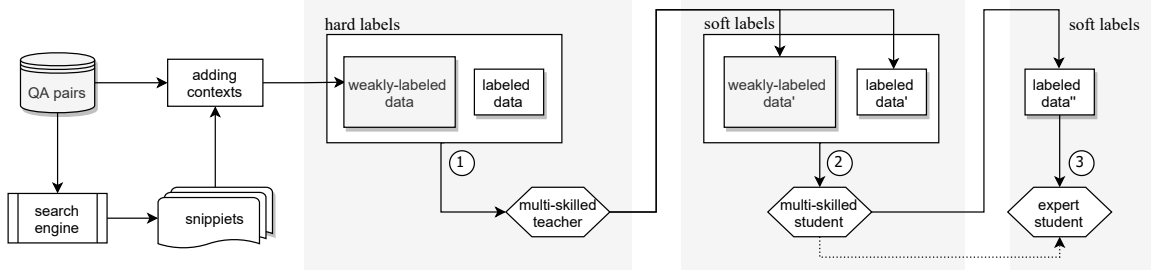 hard labels
soft labels
soft labels
QA pairs
adding
contexts
weakly-labeled
data
labeled
data
weakly-labeled
data'
labeled
data'
labeled
data''
1
2
3
search
engine
snippiets
multi-skilled
teacher
multi-skilled
student
expert
student